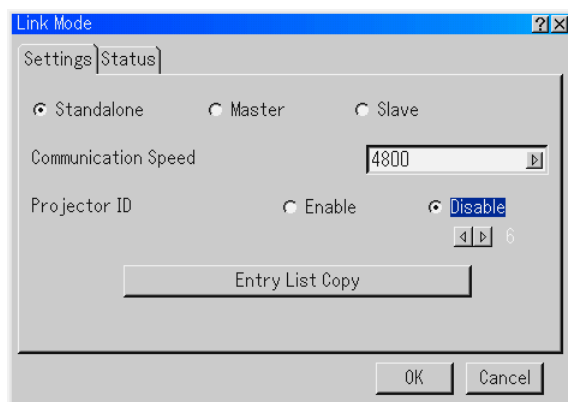 Link Mode ? ×
Settings Status
Standalone Master Slave
Communication Speed 4800
Projector ID Enable Disable
6
Entry List Copy
OK Cancel